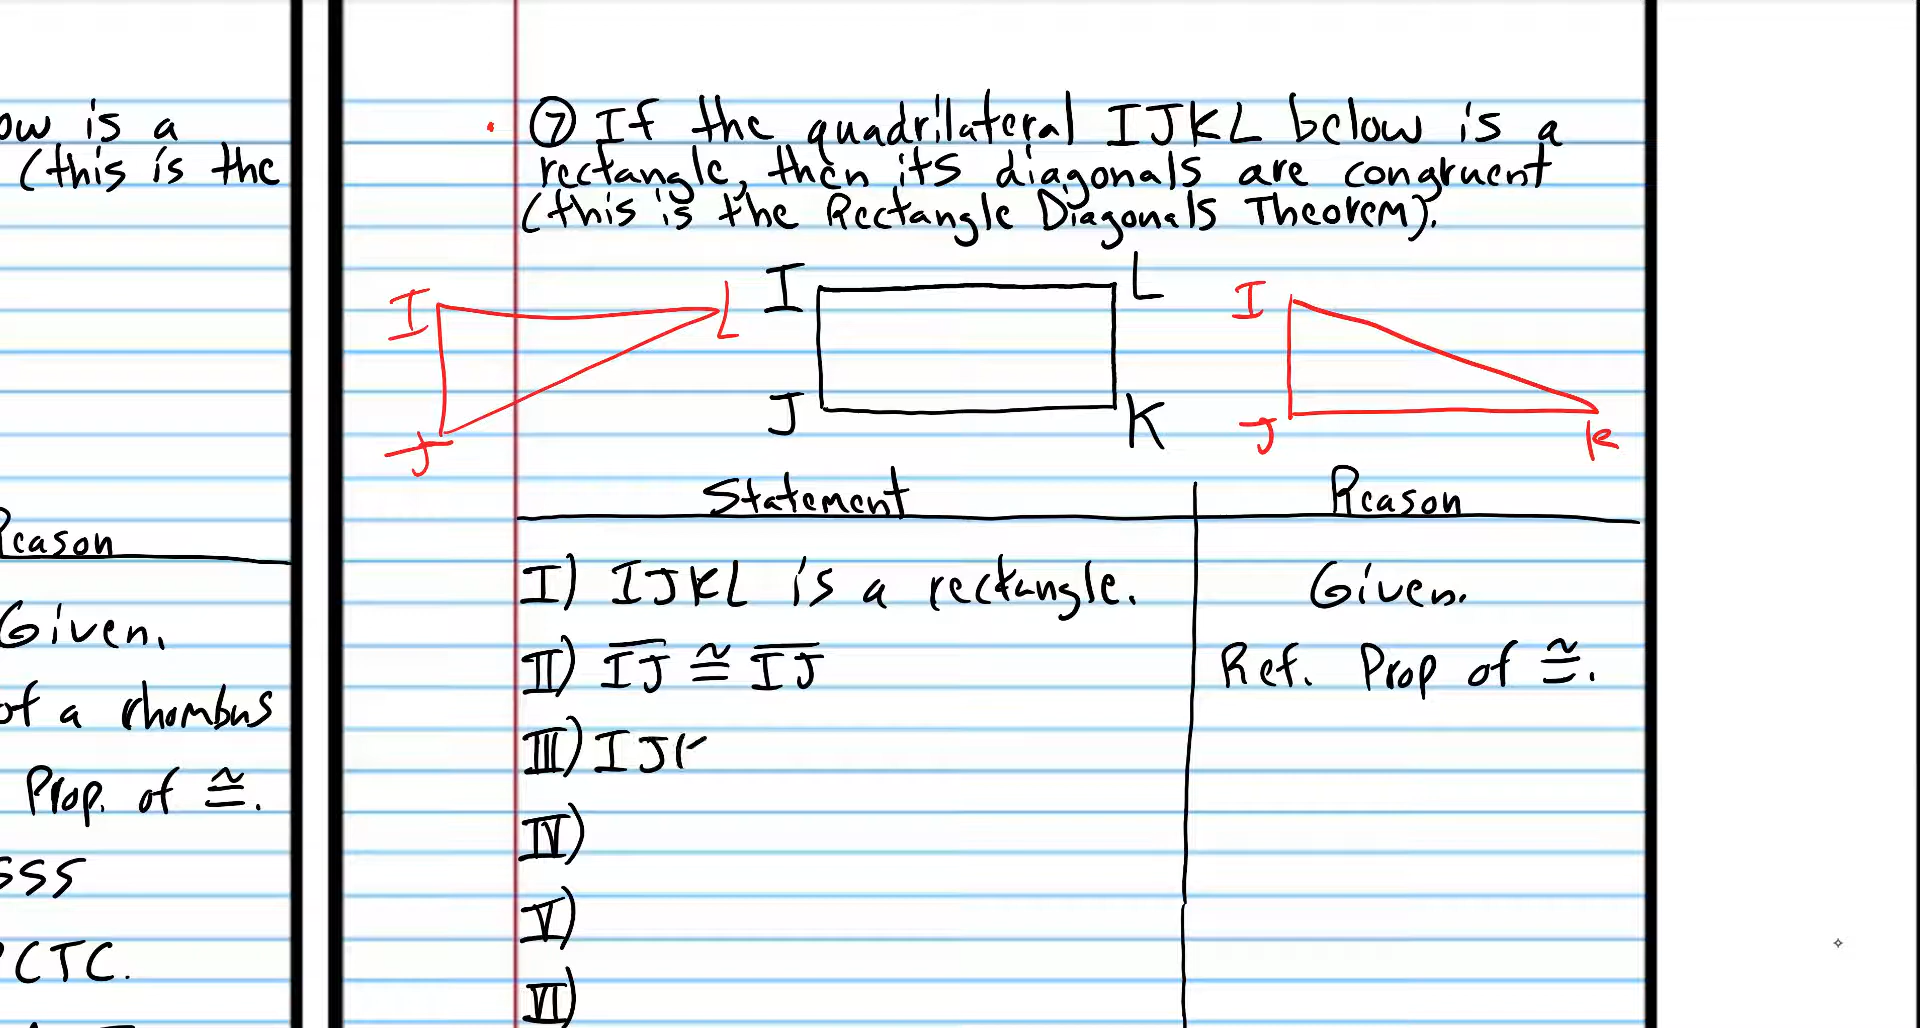 ow is a
(this is the
Reason
Given.
of a rhombus
Prop. of ≅.
SSS
PCTC.
⑦ If the quadrilateral IJKL below is a
rectangle, then its diagonals are congruent
(this is the Rectangle Diagonals Theorem).
I L
J K
I L
J K
I
J K
Statement Reason
I) IJKL is a rectangle. Given.
II) IJ ≅ IJ Ref. Prop of ≅.
III) IJK
IV)
V)
VI)